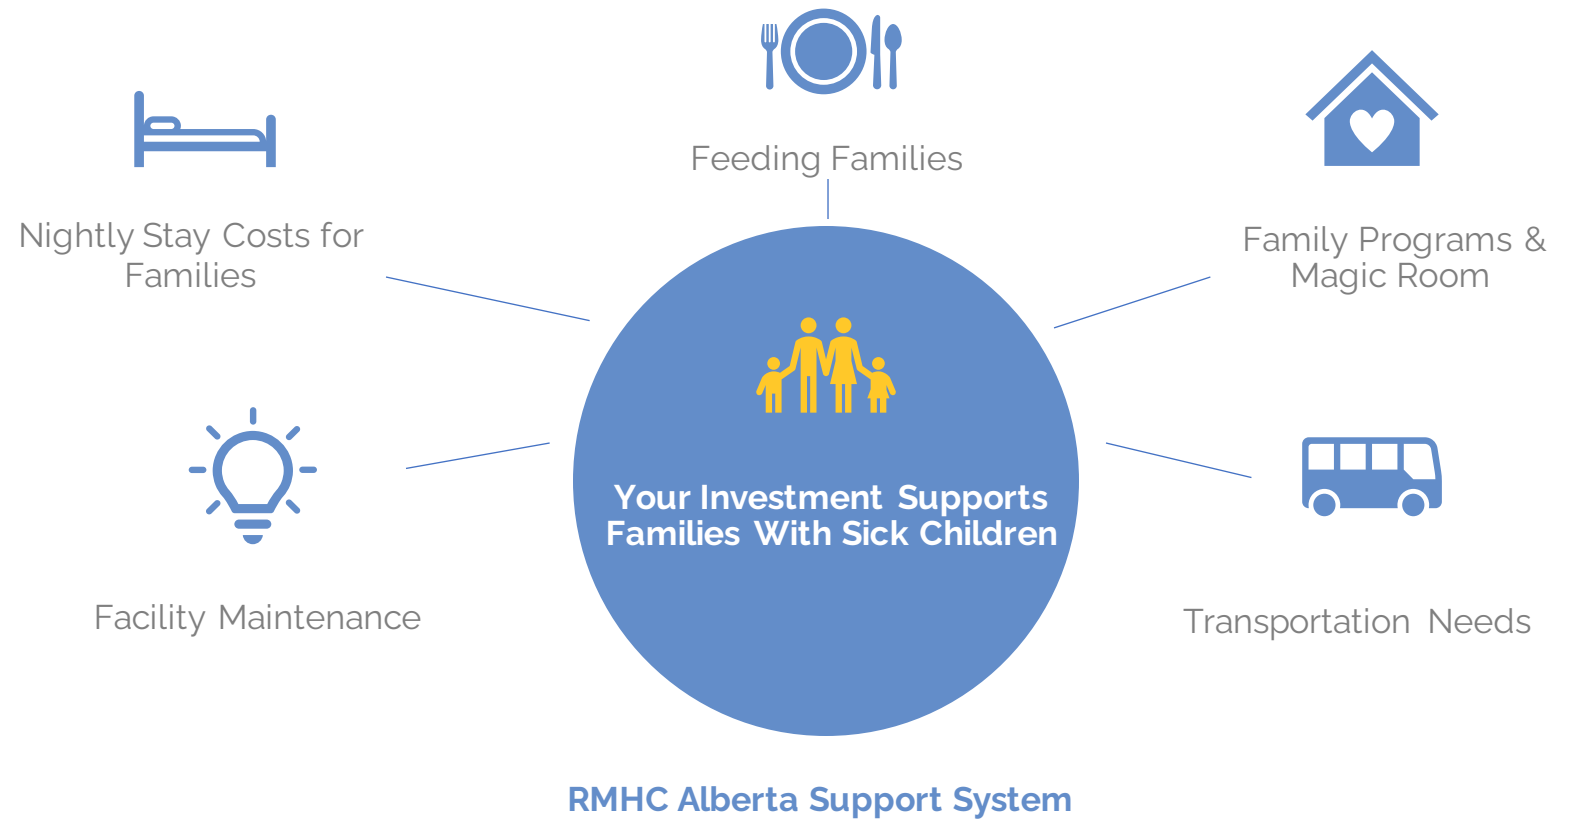 Feeding Families
Nightly Stay Costs for
Families
Family Programs &
Magic Room
Your Investment Supports
Families With Sick Children
Facility Maintenance
Transportation Needs
RMHC Alberta Support System